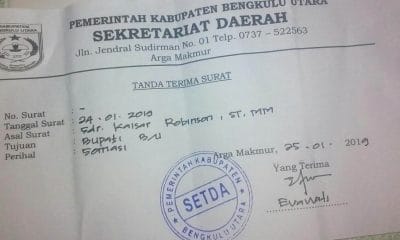 PEMERINTAH KABUPATEN BENGKULU UTARA
SEKRETARIAT DAERAH
Jln. Jendral Sudirman No. 01 Telp. 0737 - 522563
Arga Makmur
TANDA TERIMA SURAT
No. Surat : -
Tanggal Surat : 24.01.2019
Asal Surat : Sdr. Kaisar Robinson, ST, MM
Tujuan : Bupati B/U
Perihal : Somasi
Arga Makmur, 25-01-2019
Yang Terima
PEMERINTAH KABUPATEN
SETDA
BENGKULU UTARA